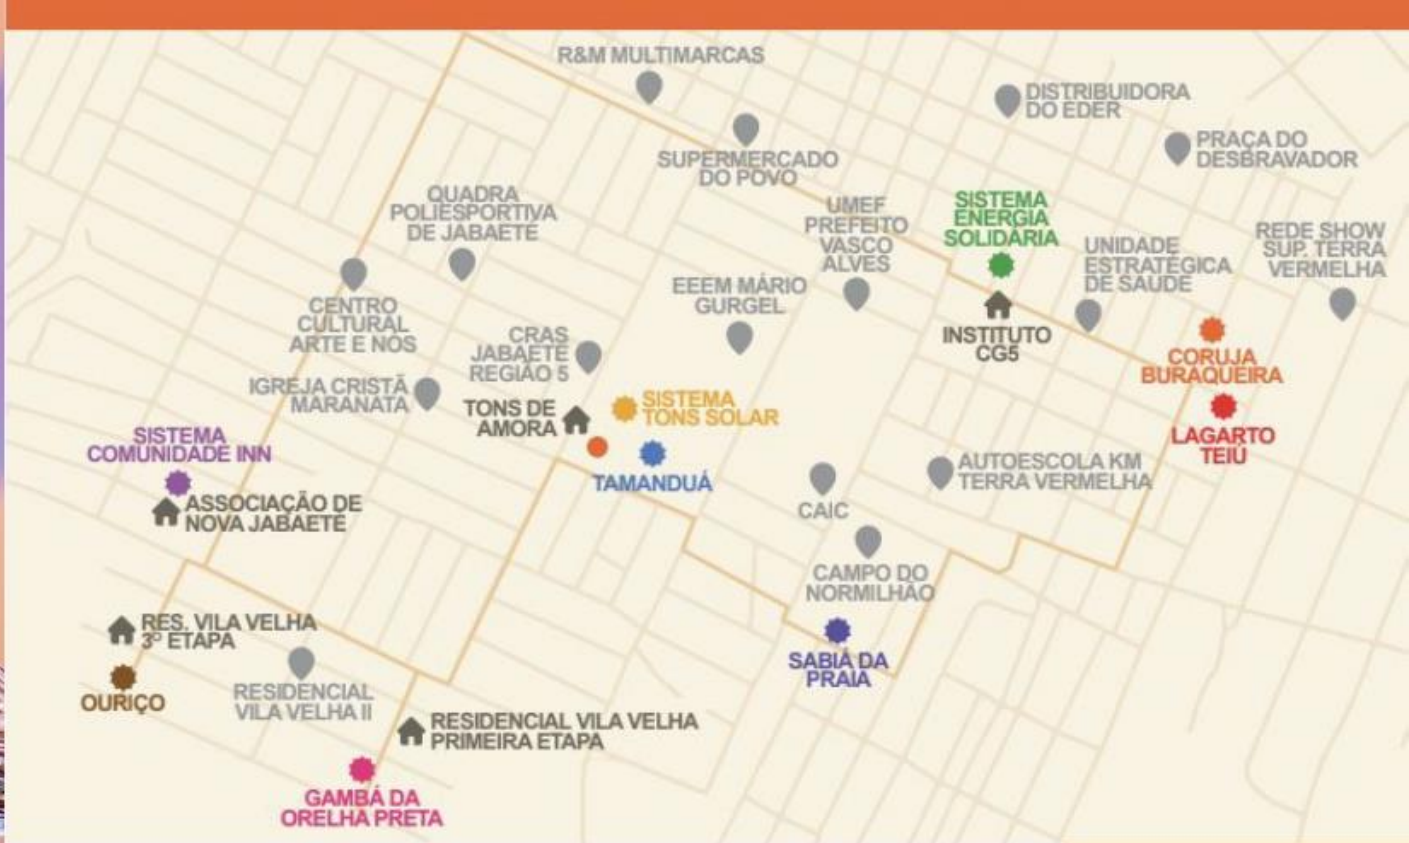 R&M MULTIMARCAS
DISTRIBUIDORA
DO EDER
PRAÇA DO
DESBRAVADOR
SUPERMERCADO
DO POVO
QUADRA
POLIESPORTIVA
DE JABAETÉ
UMEF
PREFEITO
VASCO
ALVES
SISTEMA
ENERGIA
SOLIDÁRIA
UNIDADE
ESTRATÉGICA
DE SAÚDE
REDE SHOW
SUP. TERRA
VERMELHA
CENTRO
CULTURAL
ARTE E NÓS
EEEM MÁRIO
GURGEL
INSTITUTO
CG5
CRAS
JABAETÉ
REGIÃO 5
CORUJA
BURAQUEIRA
IGREJA CRISTÃ
MARANATA
TONS DE
AMORA
SISTEMA
TONS SOLAR
LAGARTO
TEIÚ
SISTEMA
COMUNIDADE INN
TAMANDUÁ
AUTOESCOLA KM
TERRA VERMELHA
ASSOCIAÇÃO DE
NOVA JABAETÉ
CAIC
CAMPO DO
NORMILHÃO
RES. VILA VELHA
3º ETAPA
SABIÁ DA
PRAIA
OURIÇO
RESIDENCIAL
VILA VELHA II
RESIDENCIAL VILA VELHA
PRIMEIRA ETAPA
GAMBÁ DA
ORELHA PRETA